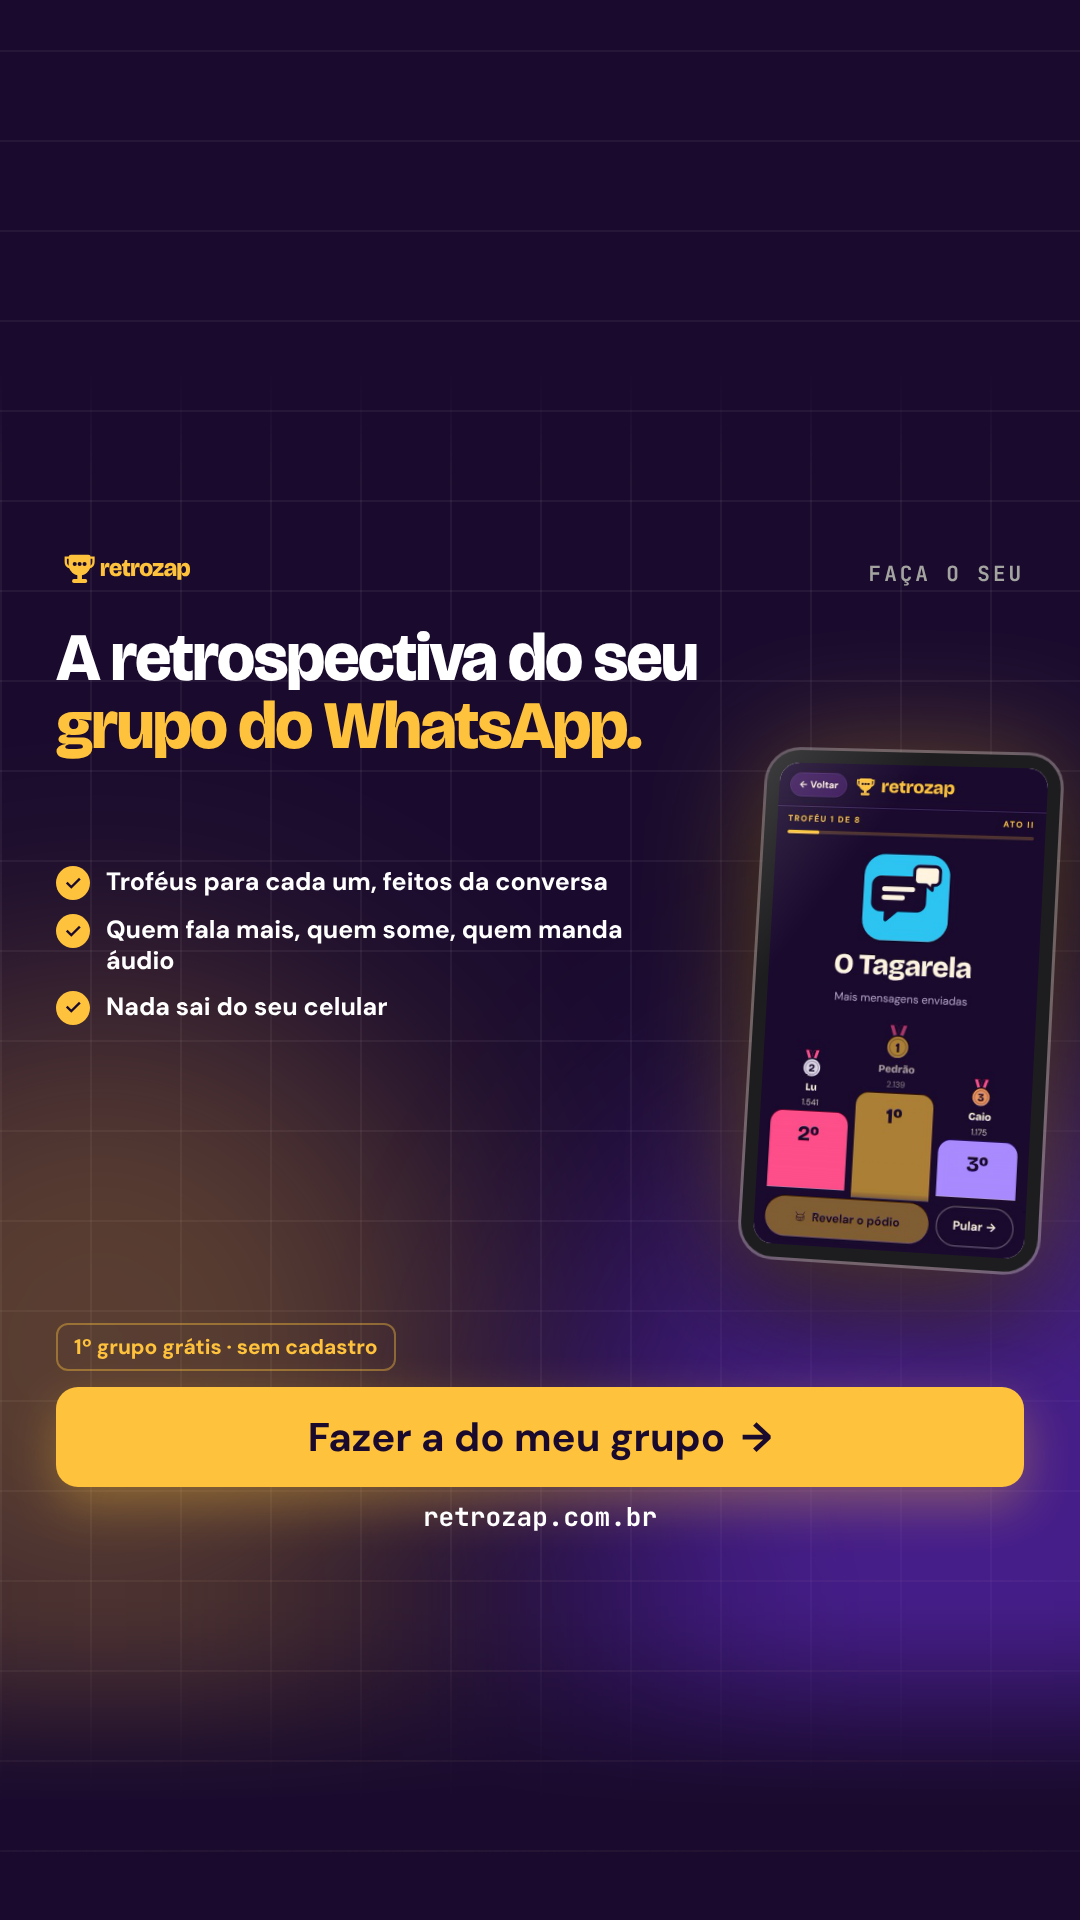 retrozap
FAÇA O SEU
A retrospectiva do seu
grupo do WhatsApp.
Troféus para cada um, feitos da conversa
Quem fala mais, quem some, quem manda
áudio
Nada sai do seu celular
← Voltar
retrozap
TROFÉU 1 DE 8
ATO II
O Tagarela
Mais mensagens enviadas
1
Pedrão
2.139
2
Lu
1.541
3
Caio
1.175
1º
2º
3º
Revelar o pódio
Pular →
1º grupo grátis · sem cadastro
Fazer a do meu grupo →
retrozap.com.br